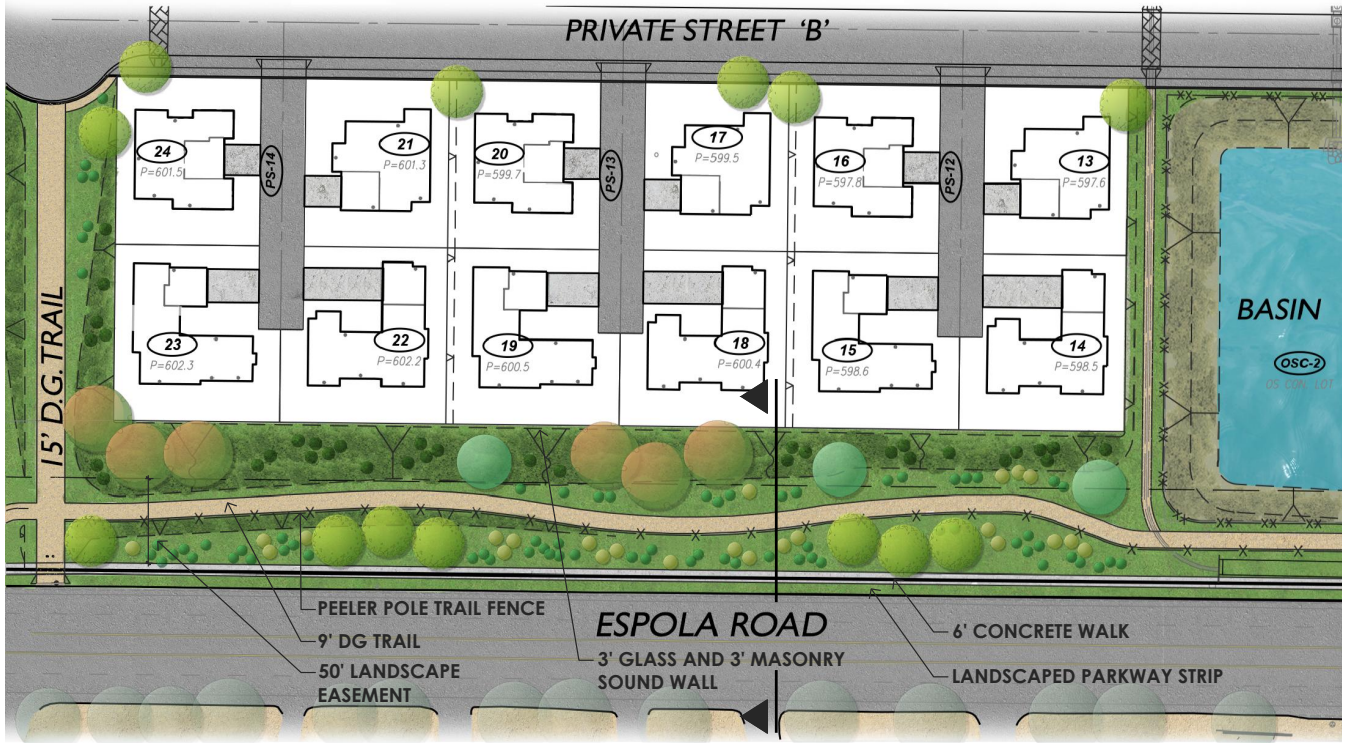 PRIVATE STREET 'B'
24
P=601.5
PS-14
21
P=601.3
20
P=599.7
PS-13
17
P=599.5
16
P=597.8
PS-12
13
P=597.6
23
P=602.3
22
P=602.2
19
P=600.5
18
P=600.4
15
P=598.6
14
P=598.5
BASIN
OSC-2
OS CON. LOT
15' D.G. TRAIL
PEELER POLE TRAIL FENCE
9' DG TRAIL
50' LANDSCAPE
EASEMENT
ESPOLA ROAD
3' GLASS AND 3' MASONRY
SOUND WALL
6' CONCRETE WALK
LANDSCAPED PARKWAY STRIP